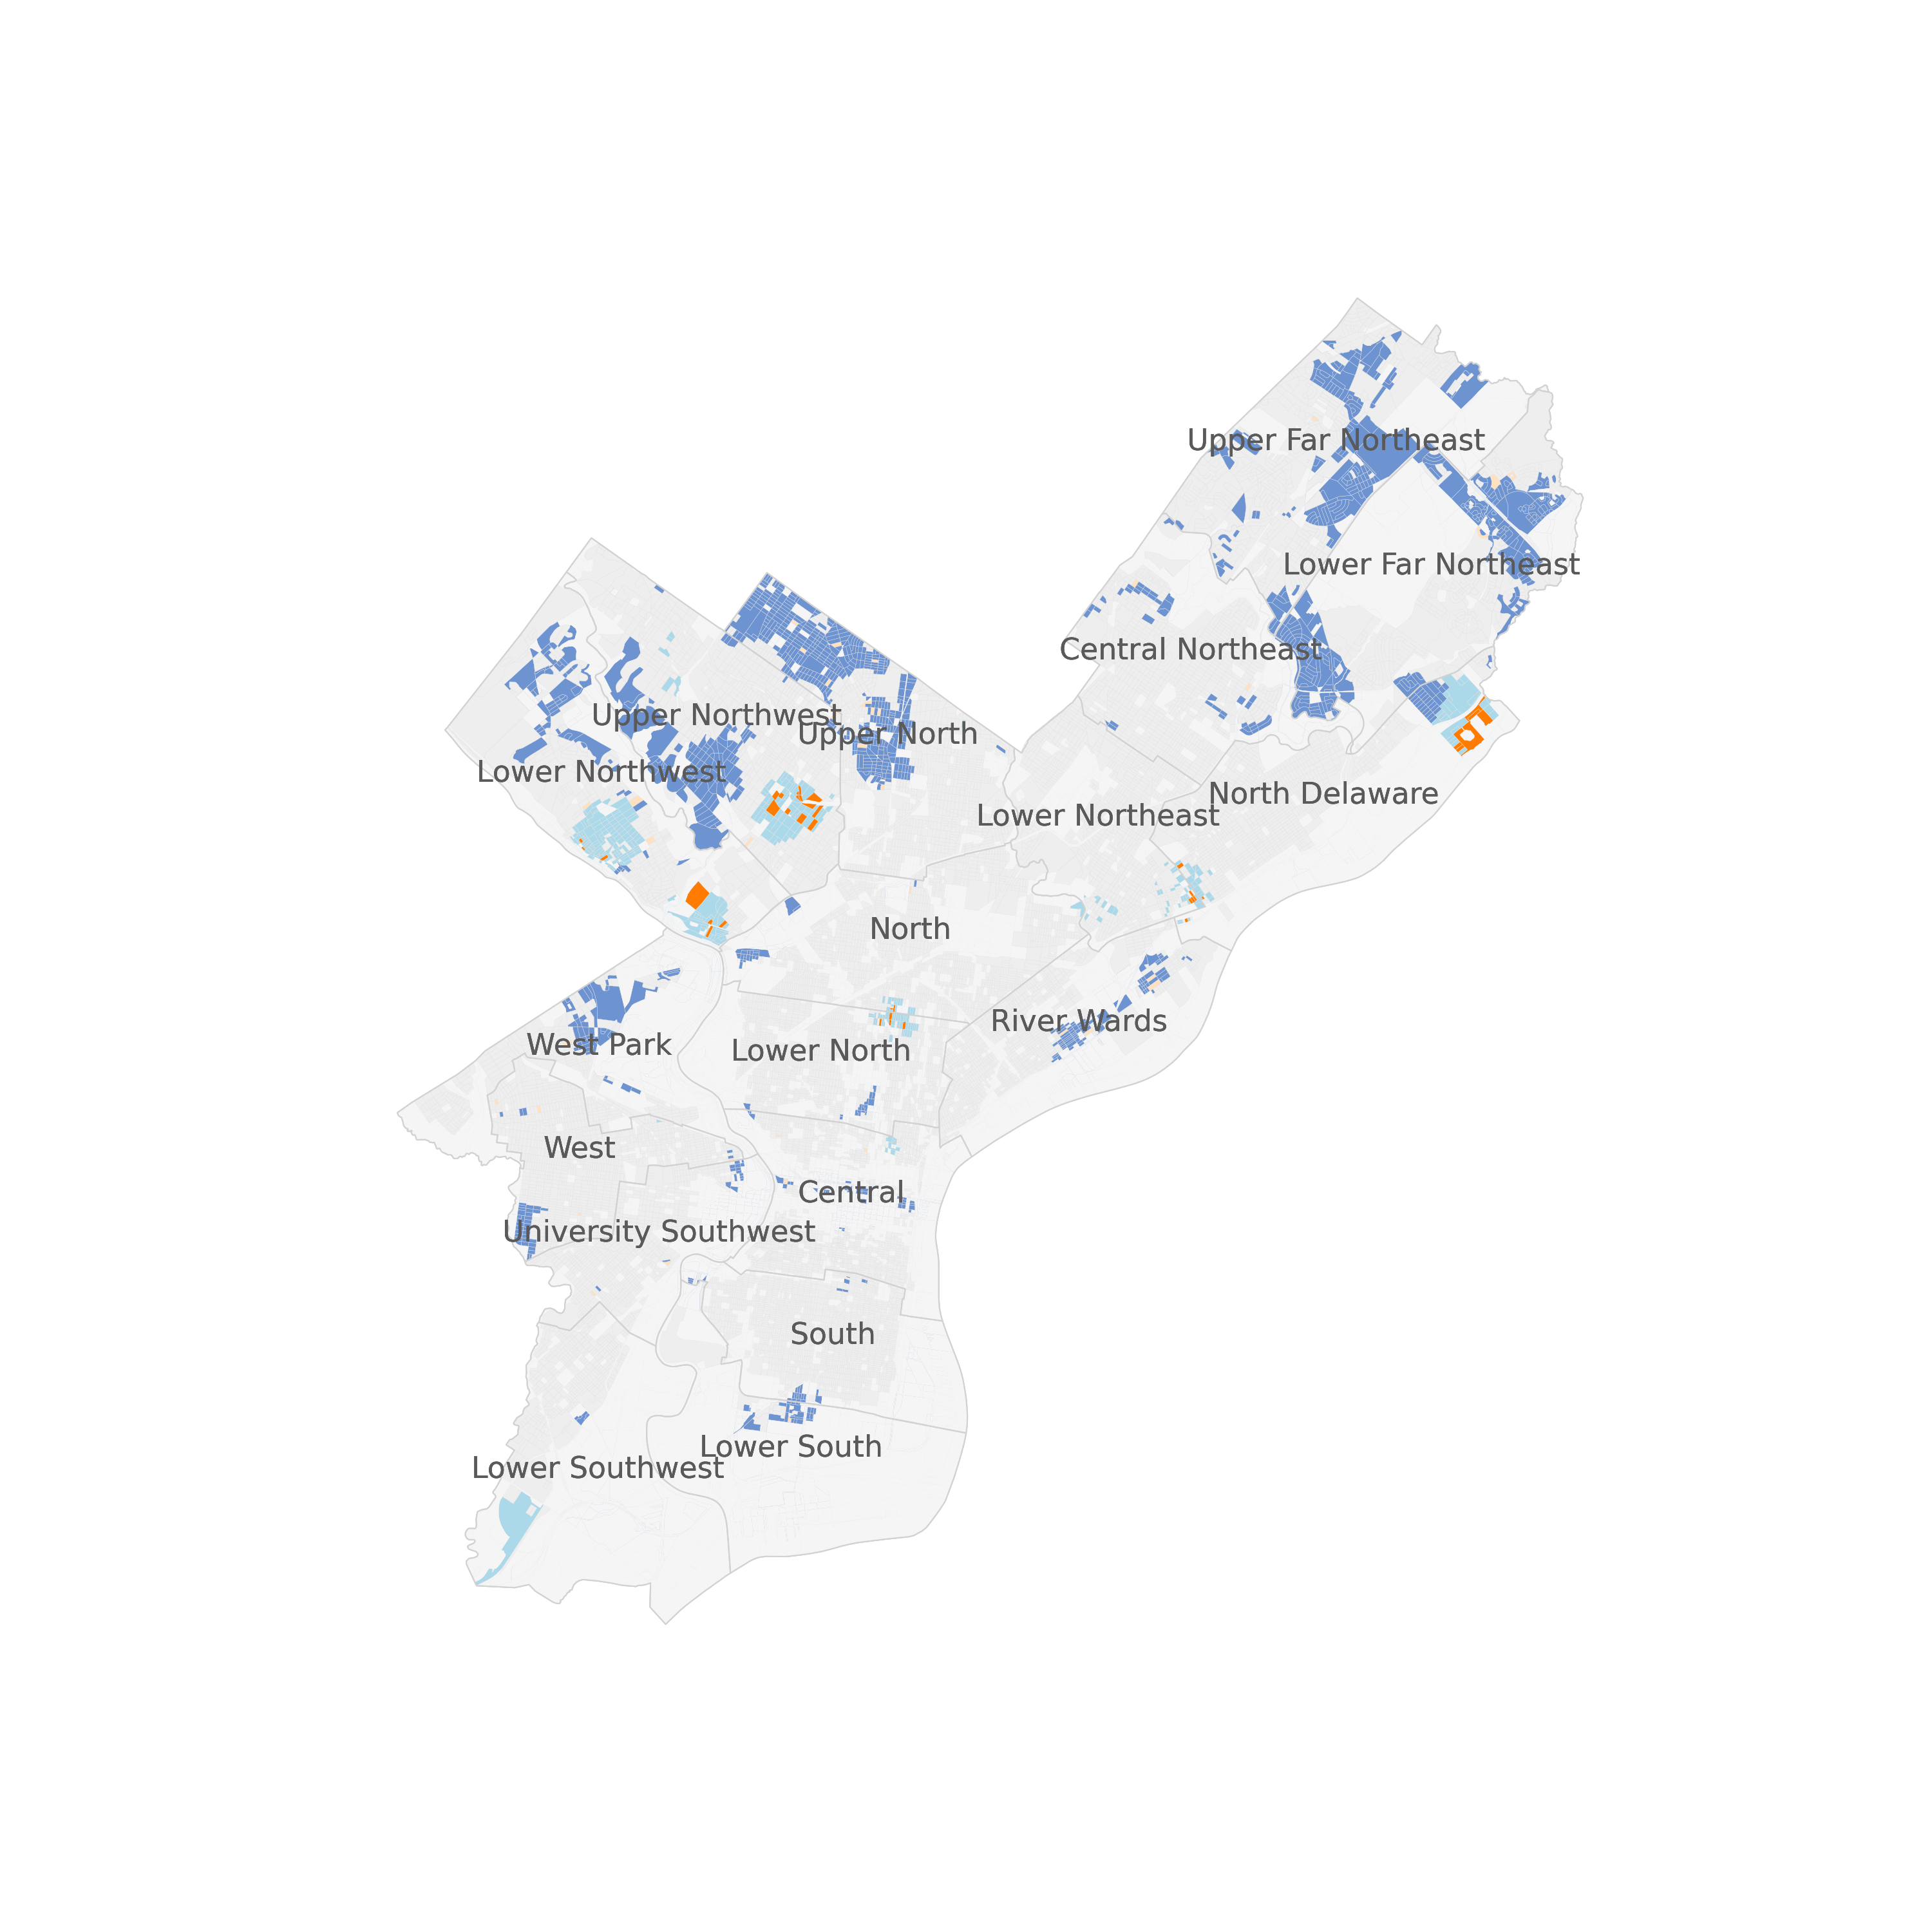 Upper Far Northeast
Lower Far Northeast
Central Northeast
Upper Northwest
Upper North
Lower Northwest
North Delaware
Lower Northeast
North
River Wards
West Park
Lower North
West
Central
University Southwest
South
Lower South
Lower Southwest